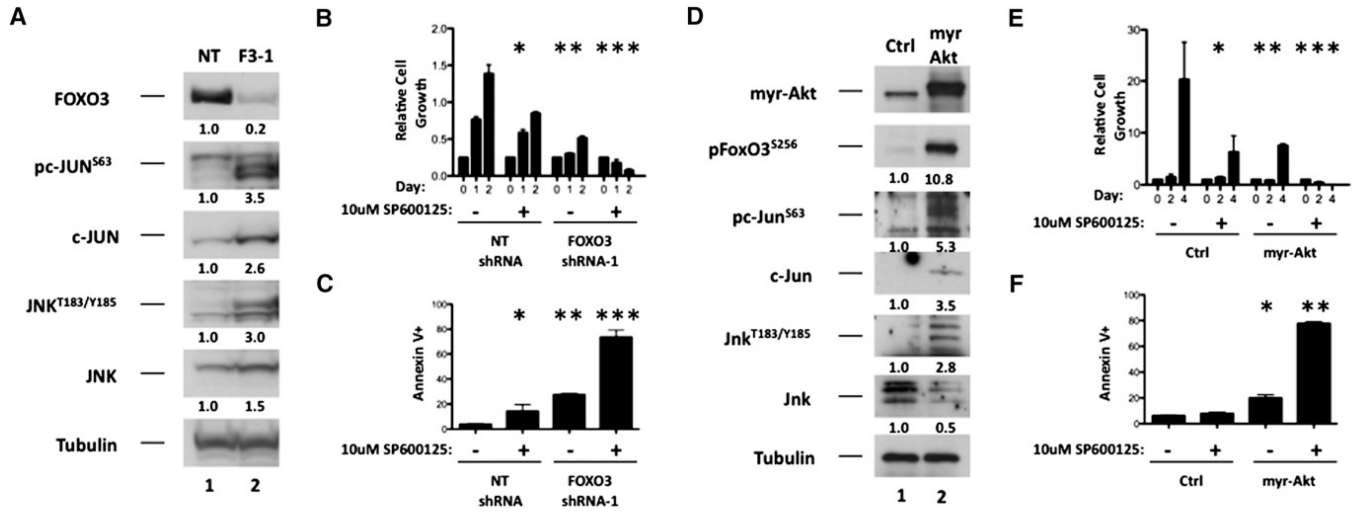 A
NT F3-1
FOXO3
1.0 0.2
pc-JUNS63
1.0 3.5
c-JUN
1.0 2.6
JNKT183/Y185
1.0 3.0
JNK
1.0 1.5
Tubulin
1 2
B
* ** ***
Relative Cell
Growth
2.0
1.5
1.0
0.5
0.0
Day: 0 1 2 0 1 2 0 1 2 0 1 2
10uM SP600125: - + - +
NT FOXO3
shRNA shRNA-1
C
* ** ***
Annexin V+
100
80
60
40
20
0
10uM SP600125: - + - +
NT FOXO3
shRNA shRNA-1
D
Ctrl myr
Akt
myr-Akt
pFoxO3S256
1.0 10.8
pc-JunS63
1.0 5.3
c-Jun
1.0 3.5
JnkT183/Y185
1.0 2.8
Jnk
1.0 0.5
Tubulin
1 2
E
* ** ***
Relative Cell
Growth
30
20
10
0
Day: 0 2 4 0 2 4 0 2 4 0 2 4
10uM SP600125: - + - +
Ctrl myr-Akt
F
* **
Annexin V+
100
80
60
40
20
0
10uM SP600125: - + - +
Ctrl myr-Akt